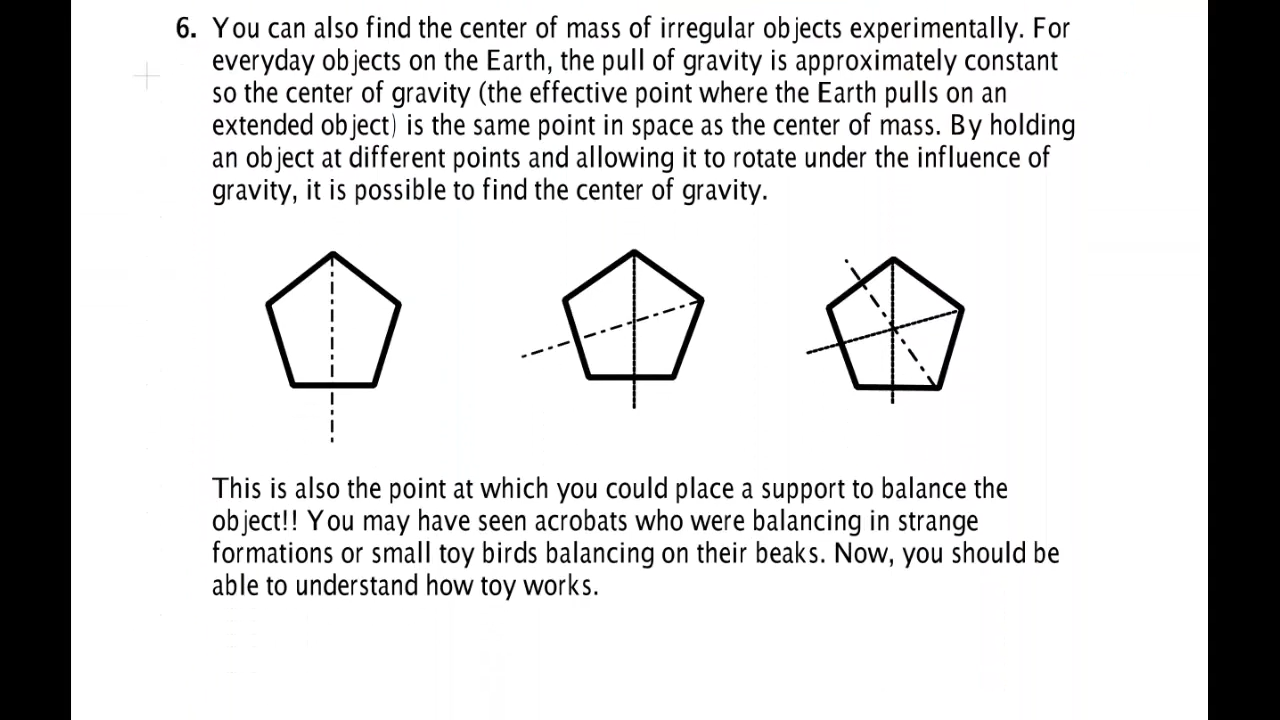 6. You can also find the center of mass of irregular objects experimentally. For
everyday objects on the Earth, the pull of gravity is approximately constant
so the center of gravity (the effective point where the Earth pulls on an
extended object) is the same point in space as the center of mass. By holding
an object at different points and allowing it to rotate under the influence of
gravity, it is possible to find the center of gravity.
This is also the point at which you could place a support to balance the
object!! You may have seen acrobats who were balancing in strange
formations or small toy birds balancing on their beaks. Now, you should be
able to understand how toy works.